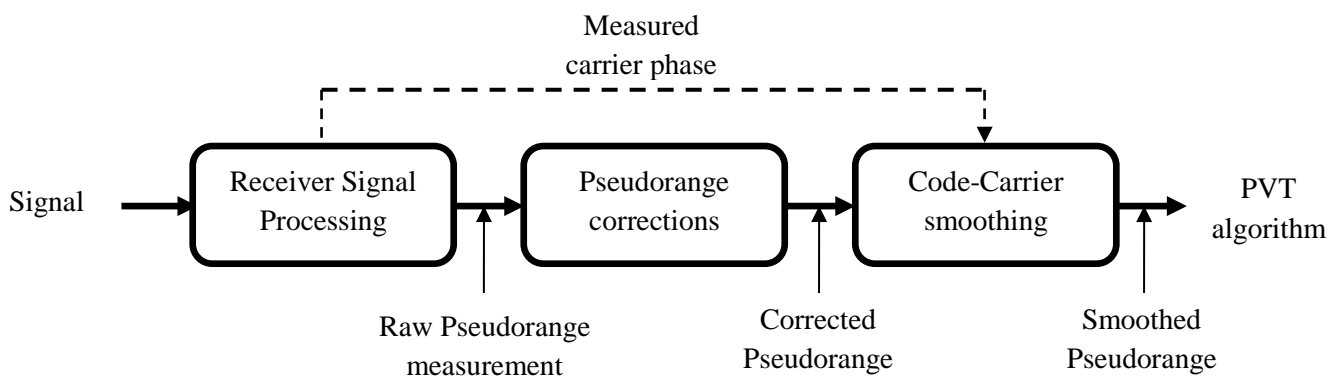 Measured
carrier phase
Signal
Receiver Signal
Processing
Pseudorange
corrections
Code-Carrier
smoothing
PVT
algorithm
Raw Pseudorange
measurement
Corrected
Pseudorange
Smoothed
Pseudorange